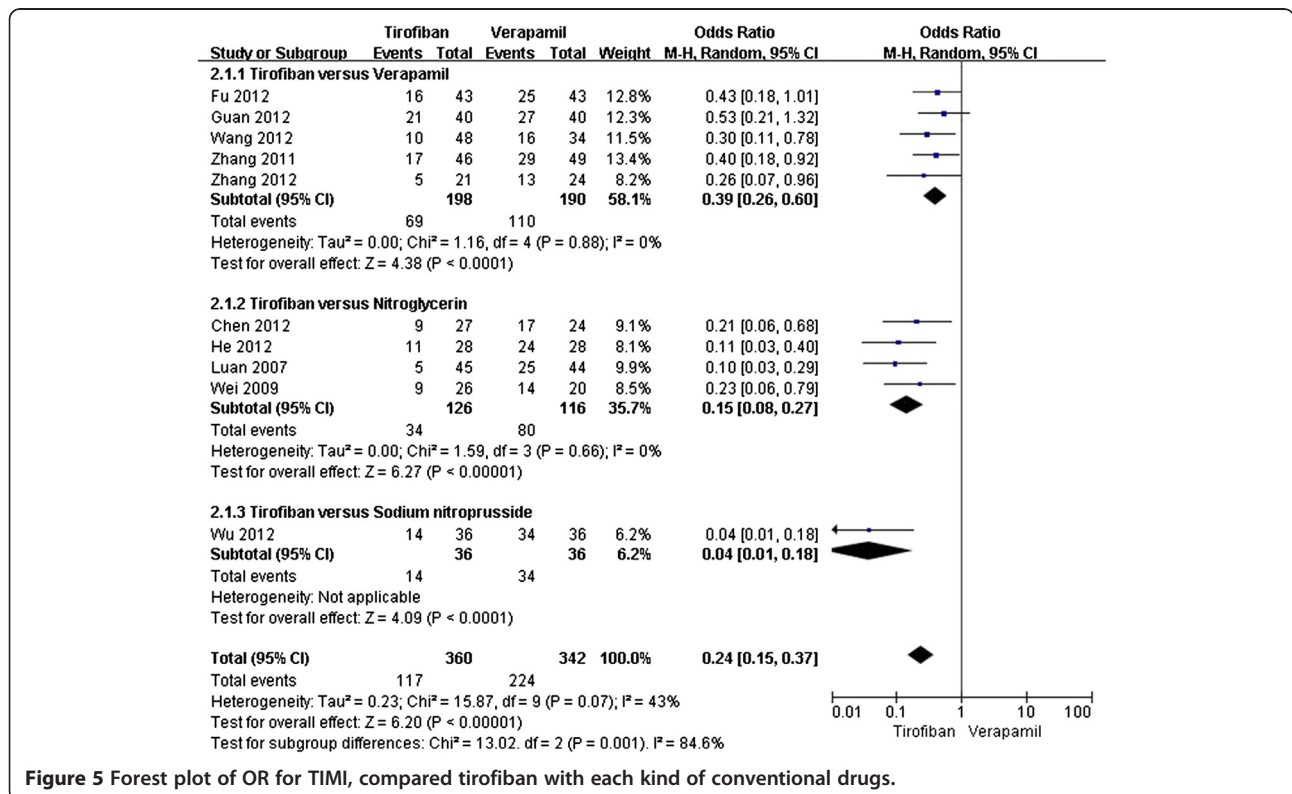 Tirofiban Verapamil Odds Ratio Odds Ratio
Study or Subgroup Events Total Events Total Weight M-H, Random, 95% CI M-H, Random, 95% CI
2.1.1 Tirofiban versus Verapamil
Fu 2012 16 43 25 43 12.8% 0.43 [0.18, 1.01]
Guan 2012 21 40 27 40 12.3% 0.53 [0.21, 1.32]
Wang 2012 10 48 16 34 11.5% 0.30 [0.11, 0.78]
Zhang 2011 17 46 29 49 13.4% 0.40 [0.18, 0.92]
Zhang 2012 5 21 13 24 8.2% 0.26 [0.07, 0.96]
Subtotal (95% CI) 198 190 58.1% 0.39 [0.26, 0.60]
Total events 69 110
Heterogeneity: Tau² = 0.00; Chi² = 1.16, df = 4 (P = 0.88); I² = 0%
Test for overall effect: Z = 4.38 (P < 0.0001)
2.1.2 Tirofiban versus Nitroglycerin
Chen 2012 9 27 17 24 9.1% 0.21 [0.06, 0.68]
He 2012 11 28 24 28 8.1% 0.11 [0.03, 0.40]
Luan 2007 5 45 25 44 9.9% 0.10 [0.03, 0.29]
Wei 2009 9 26 14 20 8.5% 0.23 [0.06, 0.79]
Subtotal (95% CI) 126 116 35.7% 0.15 [0.08, 0.27]
Total events 34 80
Heterogeneity: Tau² = 0.00; Chi² = 1.59, df = 3 (P = 0.66); I² = 0%
Test for overall effect: Z = 6.27 (P < 0.00001)
2.1.3 Tirofiban versus Sodium nitroprusside
Wu 2012 14 36 34 36 6.2% 0.04 [0.01, 0.18]
Subtotal (95% CI) 36 36 6.2% 0.04 [0.01, 0.18]
Total events 14 34
Heterogeneity: Not applicable
Test for overall effect: Z = 4.09 (P < 0.0001)
Total (95% CI) 360 342 100.0% 0.24 [0.15, 0.37]
Total events 117 224
Heterogeneity: Tau² = 0.23; Chi² = 15.87, df = 9 (P = 0.07); I² = 43%
Test for overall effect: Z = 6.20 (P < 0.00001)
Test for subgroup differences: Chi² = 13.02. df = 2 (P = 0.001). I² = 84.6%
0.01 0.1 1 10 100
Tirofiban Verapamil
Figure 5 Forest plot of OR for TIMI, compared tirofiban with each kind of conventional drugs.